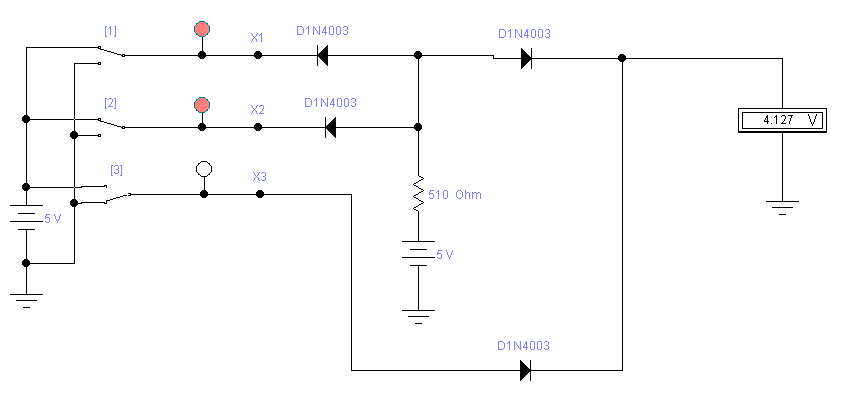 [1]
X1
D1N4003
D1N4003
[2]
X2
D1N4003
4.127 V
[3]
X3
510 Ohm
5 V
5 V
D1N4003